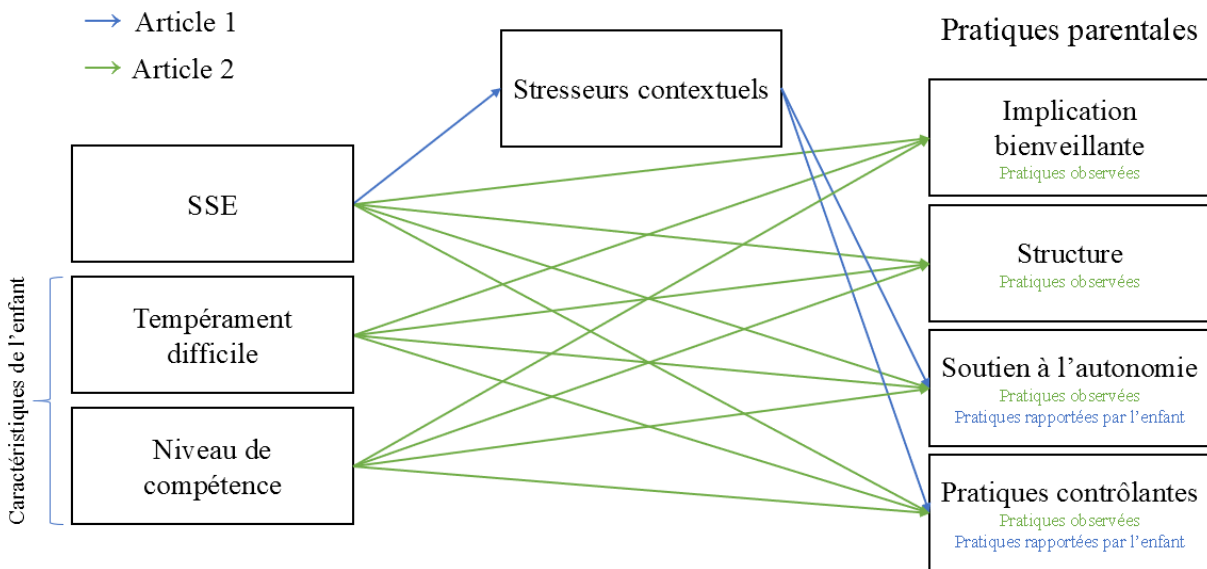 Article 1
Article 2
Pratiques parentales
Stresseurs contextuels
SSE
Caractéristiques de l'enfant
Tempérament
difficile
Niveau de
compétence
Implication
bienveillante
Pratiques observées
Structure
Pratiques observées
Soutien à l'autonomie
Pratiques observées
Pratiques rapportées par l'enfant
Pratiques contrôlantes
Pratiques observées
Pratiques rapportées par l'enfant